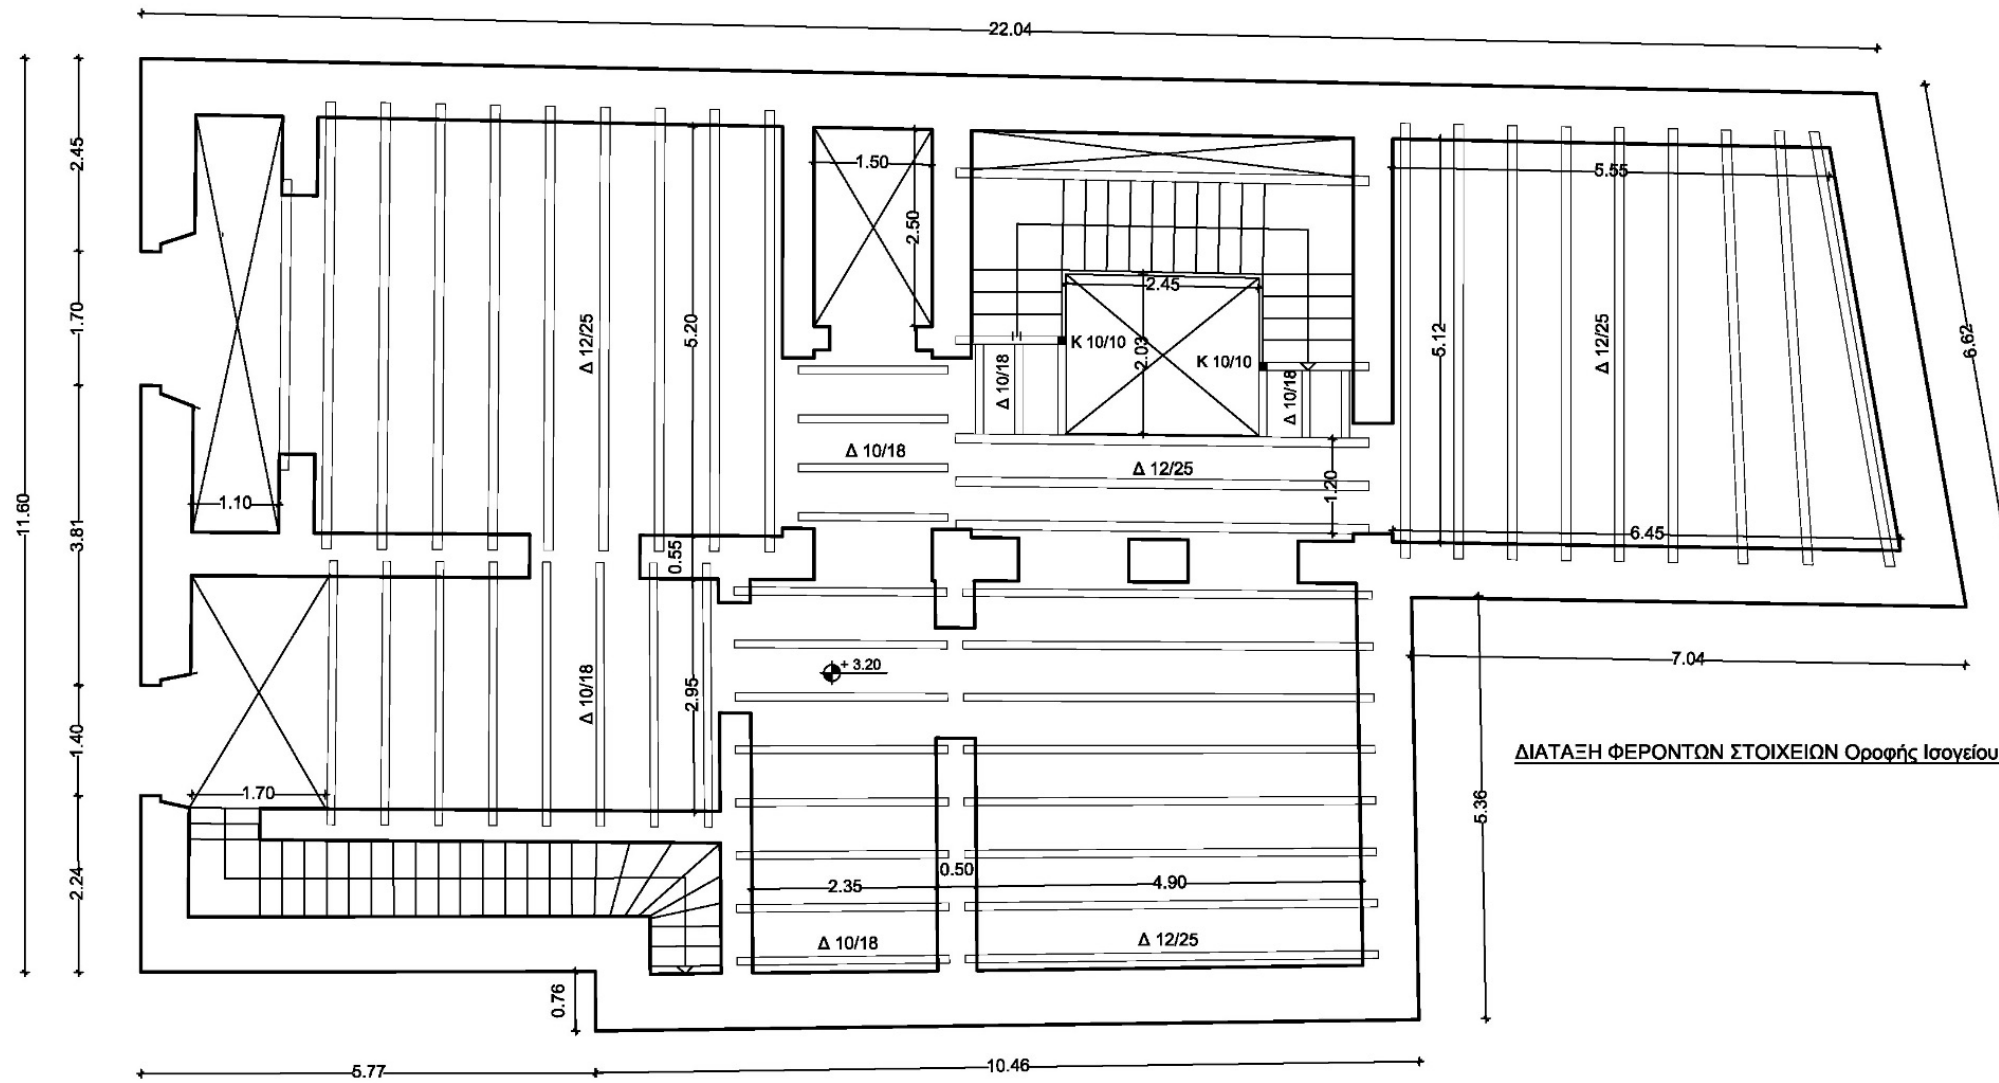 22.04
2.45
1.50
5.55
2.50
2.45
1.70
Δ 12/25
5.20
K 10/10
2.03
5.12
Δ 12/25
6.62
K 10/10
Δ 10/18
Δ 10/18
Δ 10/18
Δ 12/25
1.20
1.10
11.60
3.81
0.55
6.45
+ 3.20
7.04
Δ 10/18
2.95
1.40
ΔΙΑΤΑΞΗ ΦΕΡΟΝΤΩΝ ΣΤΟΙΧΕΙΩΝ Οροφής Ισογείου
1.70
5.36
2.24
0.50
2.35
4.90
Δ 10/18
Δ 12/25
0.76
5.77
10.46